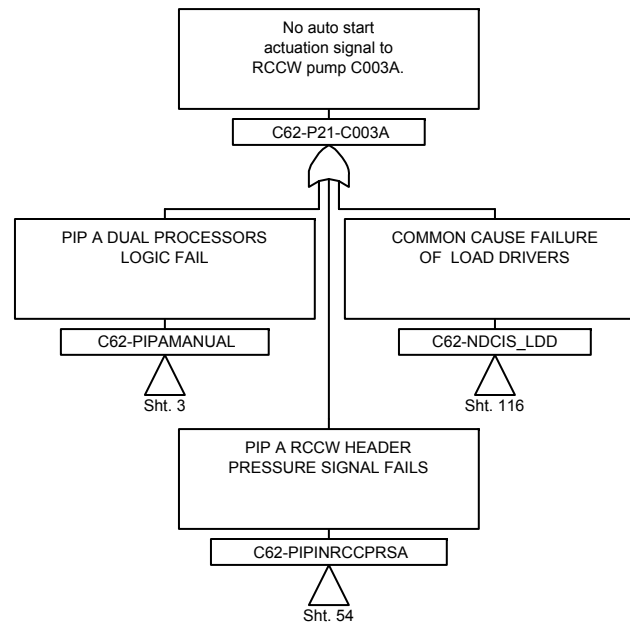 No auto start
actuation signal to
RCCW pump C003A.
C62-P21-C003A
PIP A DUAL PROCESSORS
LOGIC FAIL
C62-PIPAMANUAL
Sht. 3
COMMON CAUSE FAILURE
OF LOAD DRIVERS
C62-NDCIS_LDD
Sht. 116
PIP A RCCW HEADER
PRESSURE SIGNAL FAILS
C62-PIPINRCCPRSA
Sht. 54